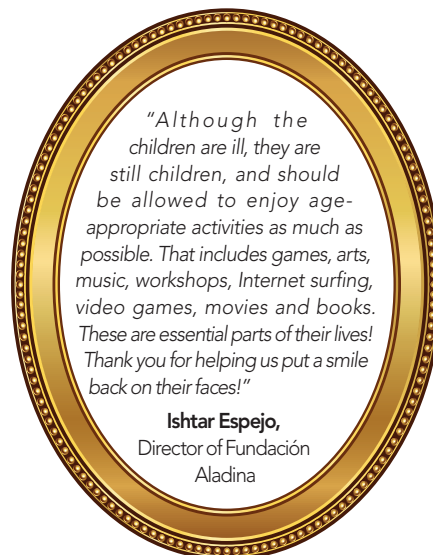 “Although the
children are ill, they are
still children, and should
be allowed to enjoy age-
appropriate activities as much as
possible. That includes games, arts,
music, workshops, Internet surfing,
video games, movies and books.
These are essential parts of their lives!
Thank you for helping us put a smile
back on their faces!”
Ishtar Espejo,
Director of Fundación
Aladina